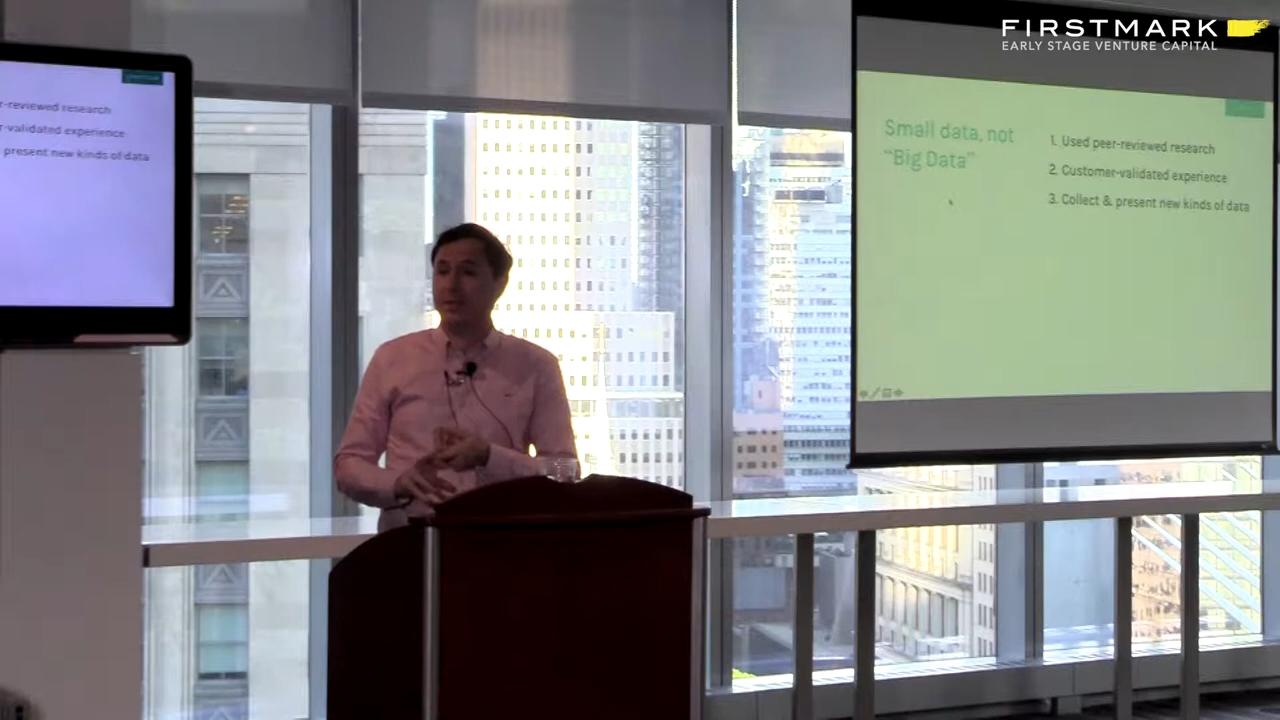 FIRSTMARK
EARLY STAGE VENTURE CAPITAL
r-reviewed research
r-validated experience
present new kinds of data
Small data, not
“Big Data”
1. Used peer-reviewed research
2. Customer-validated experience
3. Collect & present new kinds of data